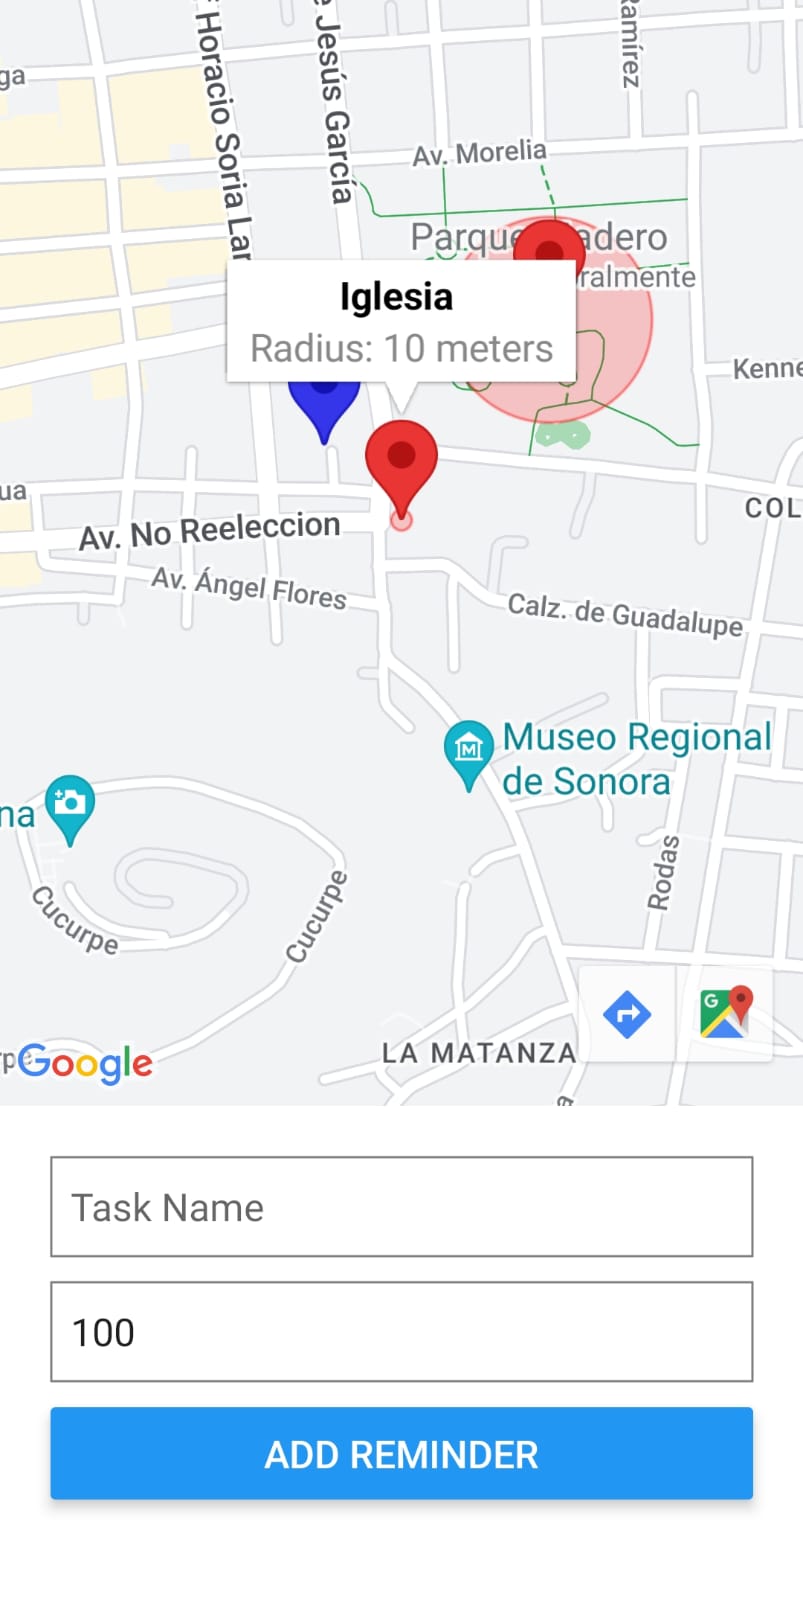 ga
Horacio Soria Lar
Jesús García
Ramírez
Av. Morelia
Parque
adero
ralmente
Iglesia
Radius: 10 meters
Kenne
ua
Av. No Reeleccion
COL
Av. Ángel Flores
Calz. de Guadalupe
Museo Regional
de Sonora
na
Rodas
Cucurpe
Cucurpe
G
Google
LA MATANZA
Task Name
100
ADD REMINDER